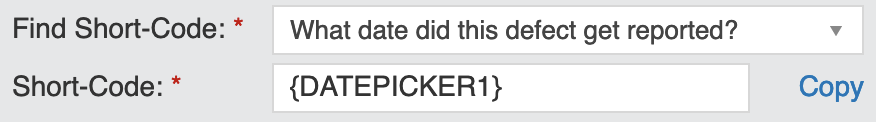 Find Short-Code: * What date did this defect get reported? ▼
Short-Code: * {DATEPICKER1} Copy